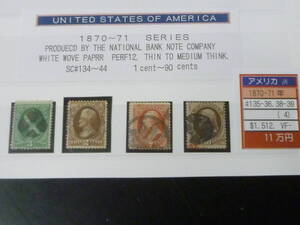 UNITED STATES OF AMERICA
1870~71 SERIES
PRODUECD BY THE NATIONAL BANK NOTE COMPANY
WHITE WOVE PAPRR PERF12, THIN TO MEDIUM THINK.
SC#134~44 1cent~90 cents
アメリカ 済
1870-71年
#135-36, 38-39
(4)
$1,512. VF-
11万円